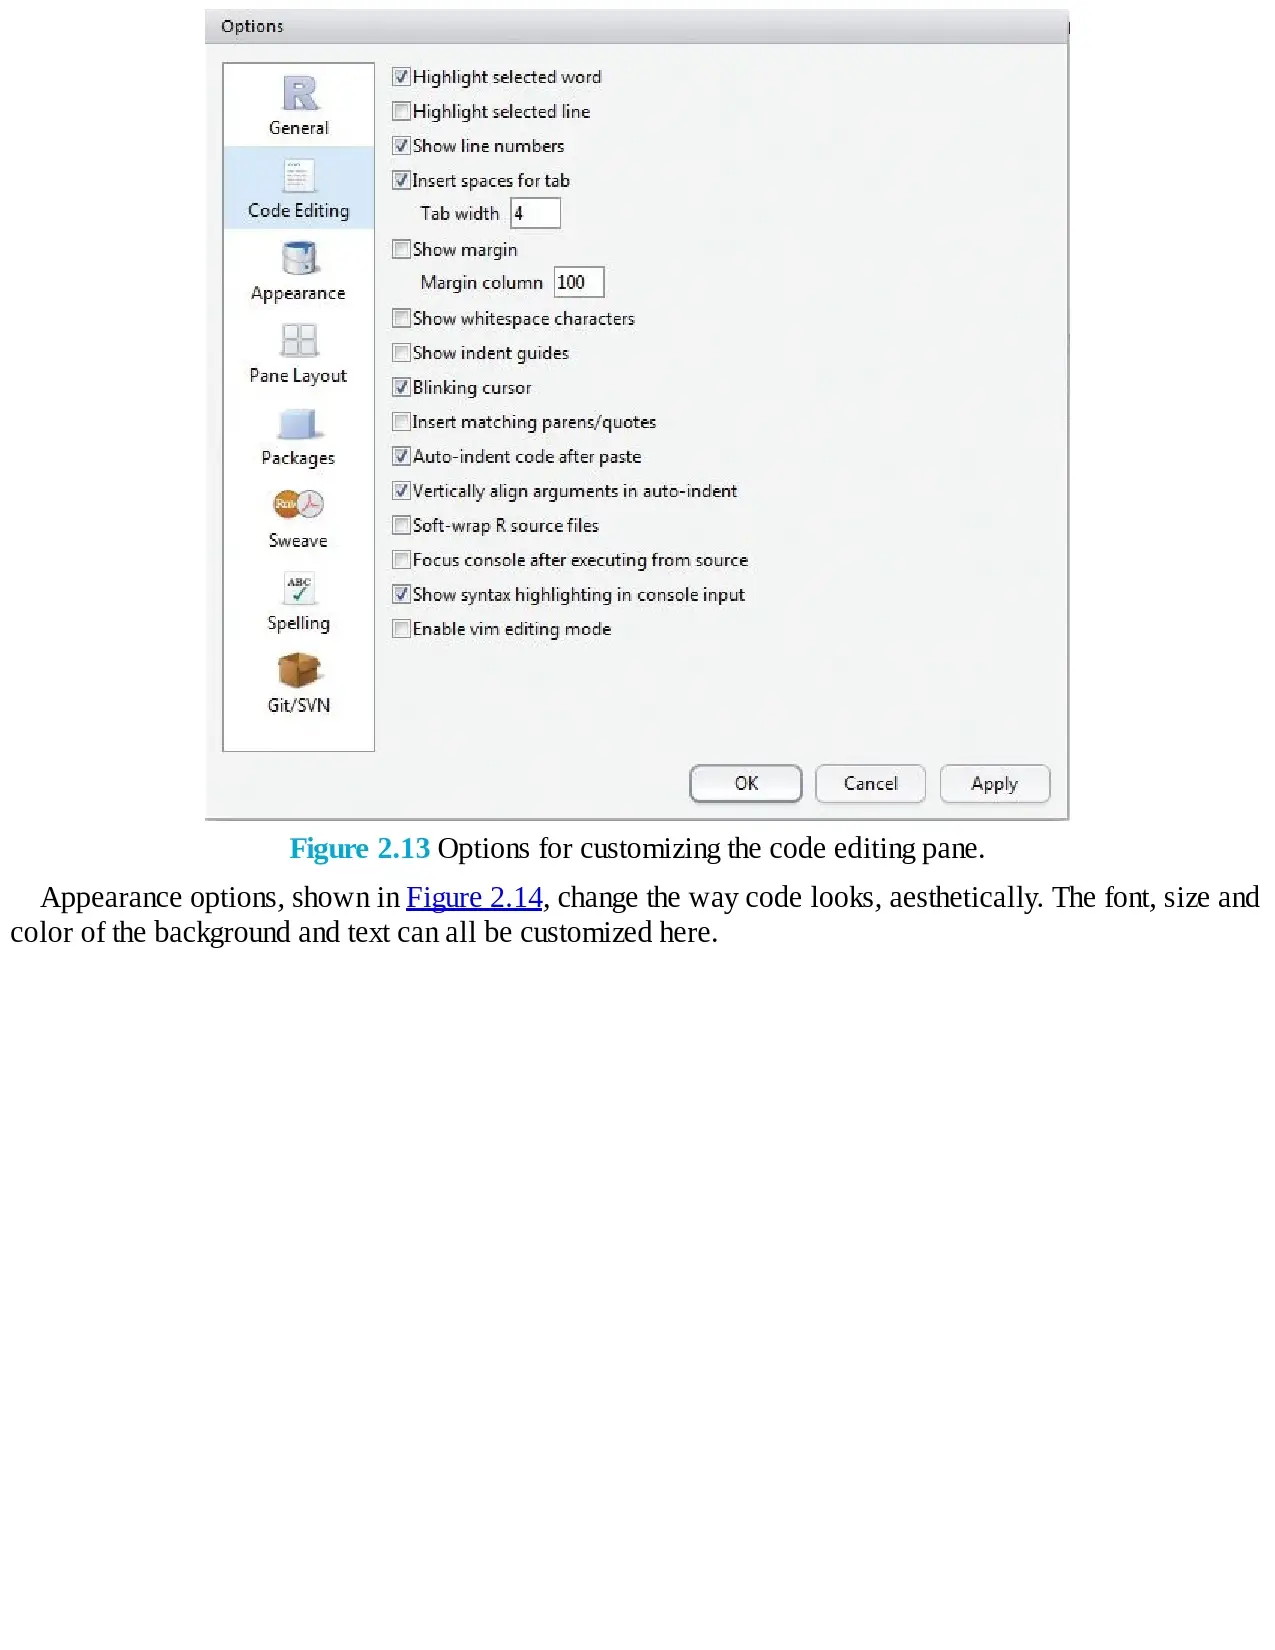 Options
General
Code Editing
Appearance
Pane Layout
Packages
Rnw
Sweave
ABC
Spelling
Git/SVN
Highlight selected word
Highlight selected line
Show line numbers
Insert spaces for tab
Tab width 4
Show margin
Margin column 100
Show whitespace characters
Show indent guides
Blinking cursor
Insert matching parens/quotes
Auto-indent code after paste
Vertically align arguments in auto-indent
Soft-wrap R source files
Focus console after executing from source
Show syntax highlighting in console input
Enable vim editing mode
OK Cancel Apply
Figure 2.13 Options for customizing the code editing pane.
Appearance options, shown in Figure 2.14, change the way code looks, aesthetically. The font, size and
color of the background and text can all be customized here.